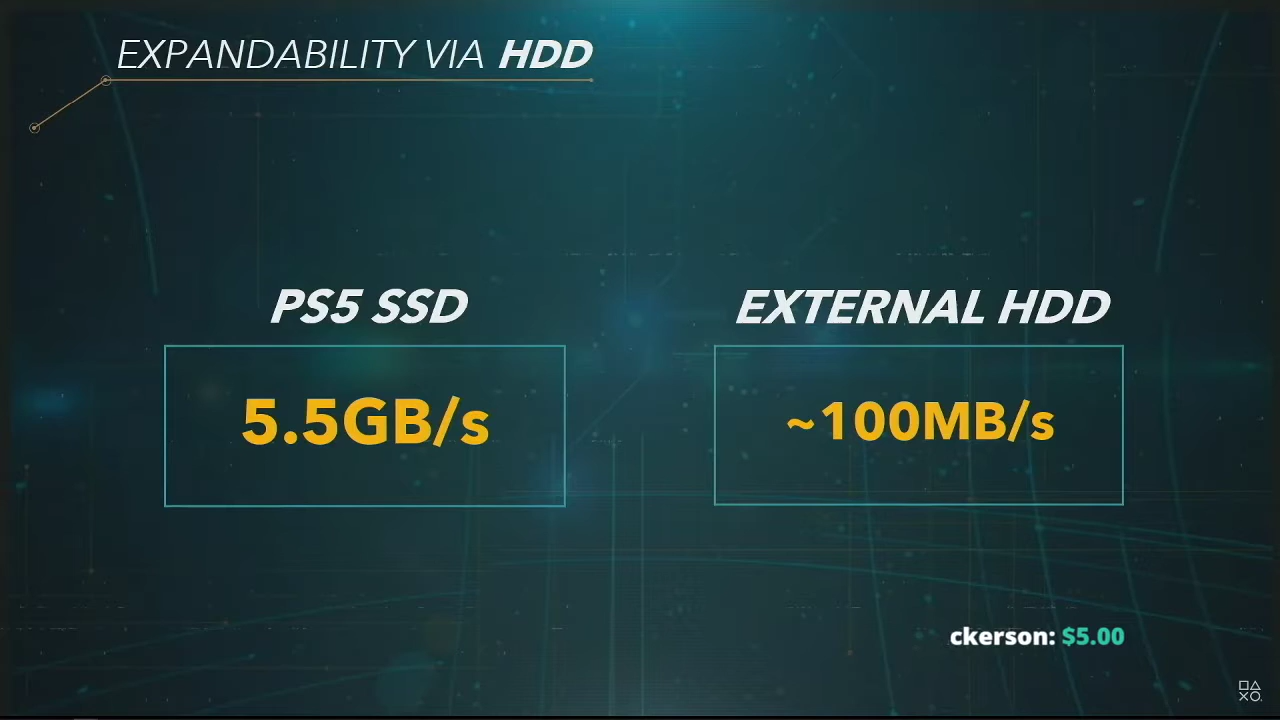 EXPANDABILITY VIA HDD
PS5 SSD
EXTERNAL HDD
5.5GB/s
~100MB/s
ckerson: $5.00